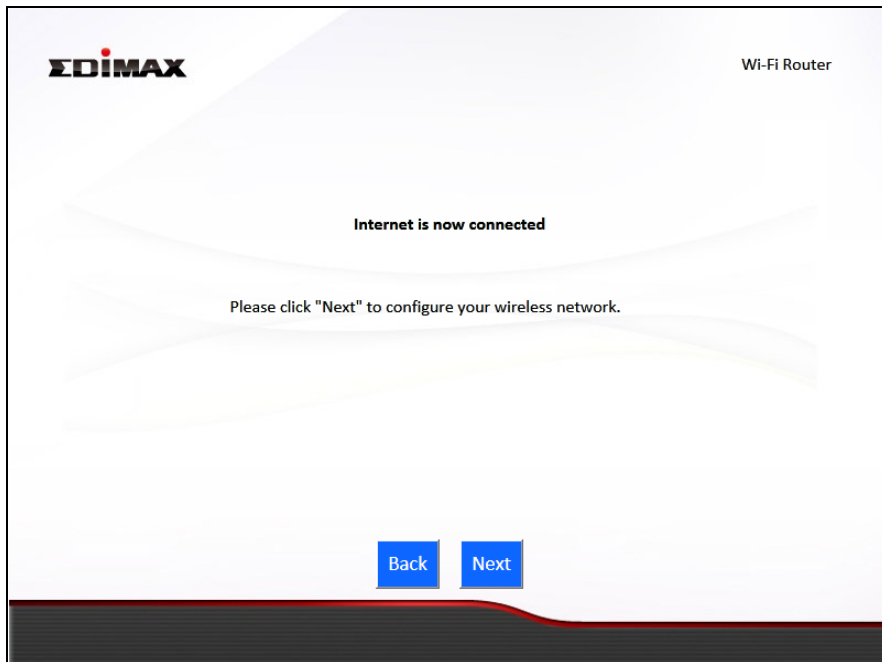 EDIMAX
Wi-Fi Router
Internet is now connected
Please click "Next" to configure your wireless network.
Back
Next